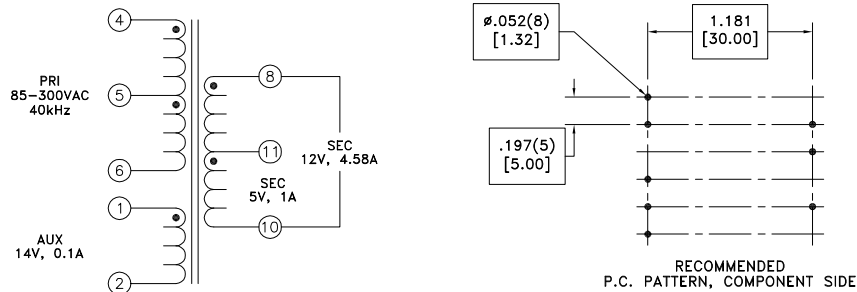 4
PRI
85-300VAC
40kHz
5
6
1
AUX
14V, 0.1A
2
8
11
SEC
12V, 4.58A
SEC
5V, 1A
10
ø.052(8)
[1.32]
1.181
[30.00]
.197(5)
[5.00]
RECOMMENDED
P.C. PATTERN, COMPONENT SIDE